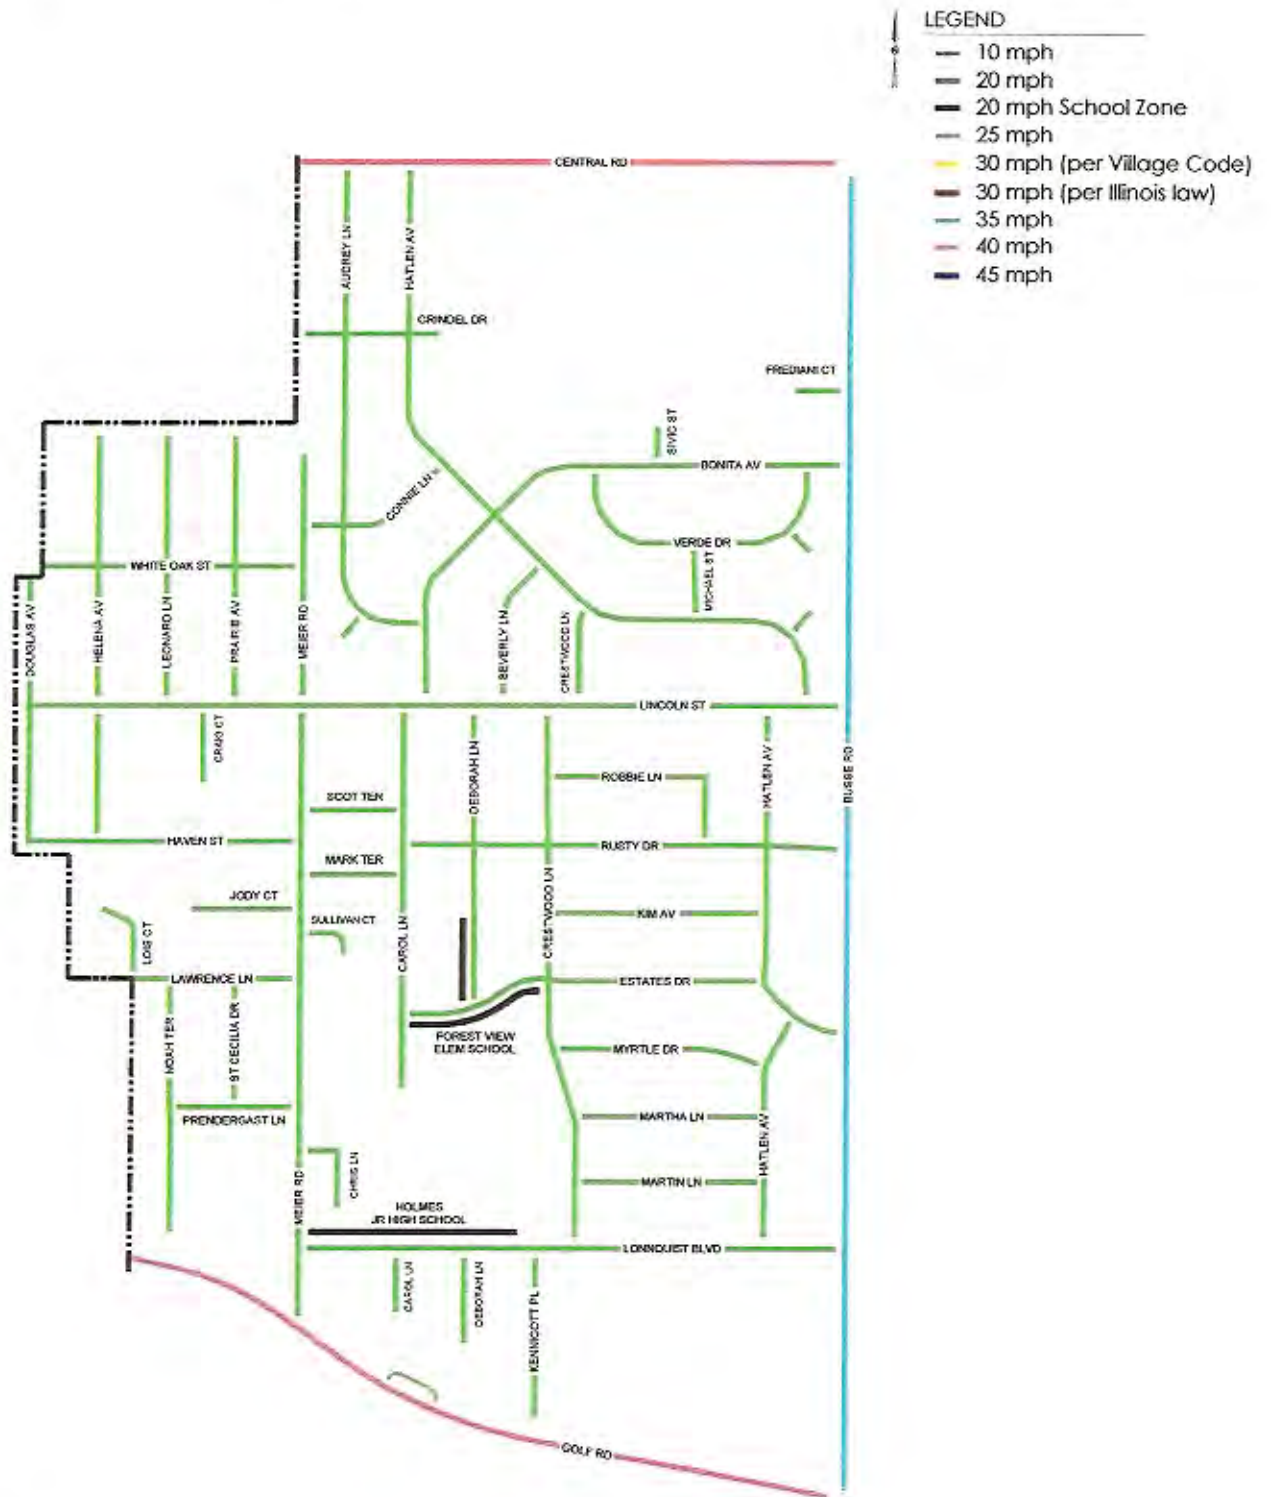 LEGEND
10 mph
20 mph
20 mph School Zone
25 mph
30 mph (per Village Code)
30 mph (per Illinois law)
35 mph
40 mph
45 mph
CENTRAL RD
AUDREY LN
HATLEN AV
CRINDEL DR
FREDIANI CT
SIVIC ST
BONITA AV
CONNIE LN
VERDE DR
MICHAEL ST
WHITE OAK ST
DOUGLAS AV
HELENA AV
LEONARD LN
PRAIRIE AV
MEIER RD
BEVERLY LN
CRESTWOOD LN
LINCOLN ST
CRAIG CT
DEBORAH LN
ROBBIE LN
HATLEN AV
BUSSE RD
SCOT TER
HAVEN ST
RUSTY DR
MARK TER
JODY CT
SULLIVAN CT
CAROL LN
CRESTWOOD LN
KIM AV
LOIS CT
LAWRENCE LN
ESTATES DR
NOAH TER
ST CECILIA DR
FOREST VIEW
ELEM SCHOOL
MYRTLE DR
PRENDERGAST LN
MARTHA LN
HATLEN AV
CHRIS LN
MEIER RD
MARTIN LN
HOLMES
JR HIGH SCHOOL
LONNQUIST BLVD
CAROL LN
DEBORAH LN
KENNICOTT PL
GOLF RD